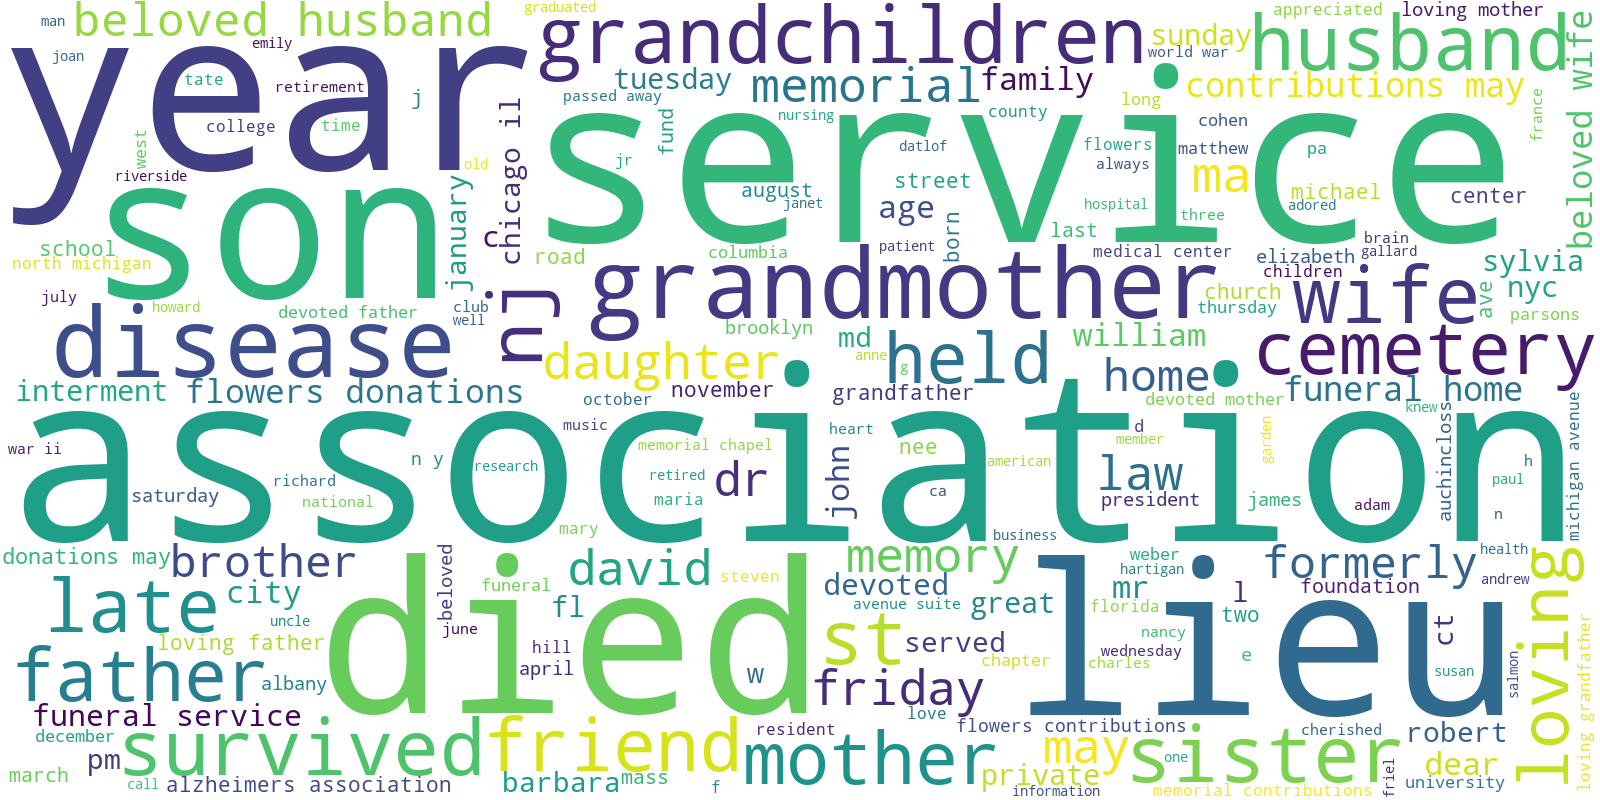 graduated
man
beloved husband
grandchildren
appreciated
loving mother
emily
joan
sunday
husband
world war
year
tate
retirement
j
tuesday
memorial
family
contributions may
beloved wife
passed away
long
france
chicago il
fund
nursing
county
cohen
college
time
service
west
datlof
flowers
matthew
pa
jr
always
old
riverside
august
street
ma
michael
center
son
january
janet
age
hospital
three
adored
born
last
school
c
columbia
patient
medical center
elizabeth
brain
gallard
north michigan
road
grandmother
children
sylvia
july
nj
church
wife
ave
nyc
howard
devoted father
club
thursday
parsons
well
disease
brooklyn
md
held
william
cemetery
daughter
anne
g
home
interment
flowers donations
november
grandfather
devoted mother
funeral home
october
knew
association
music
heart
d
garden
michigan avenue
memorial chapel
nee
member
auchincloss
n y
research
dr
john
american
law
h
richard
retired
paul
saturday
national
maria
ca
president
james
adam
n
mary
business
donations may
brother
beloved
david
memory
weber
formerly
health
steven
hartigan
andrew
late
city
funeral
devoted
mr
l
foundation
loving
fl
avenue suite
great
florida
two
uncle
died
lieu
june
st
nancy
ct
loving father
hill
served
wednesday
e
loving grandfather
father
albany
april
w
chapter
charles
susan
salmon
friday
funeral service
love
flowers contributions
december
survived
friend
resident
cherished
robert
pm
mother
may
sister
march
mass
private
one
friel
dear
call
alzheimers association
barbara
f
information
memorial contributions
university
war ii